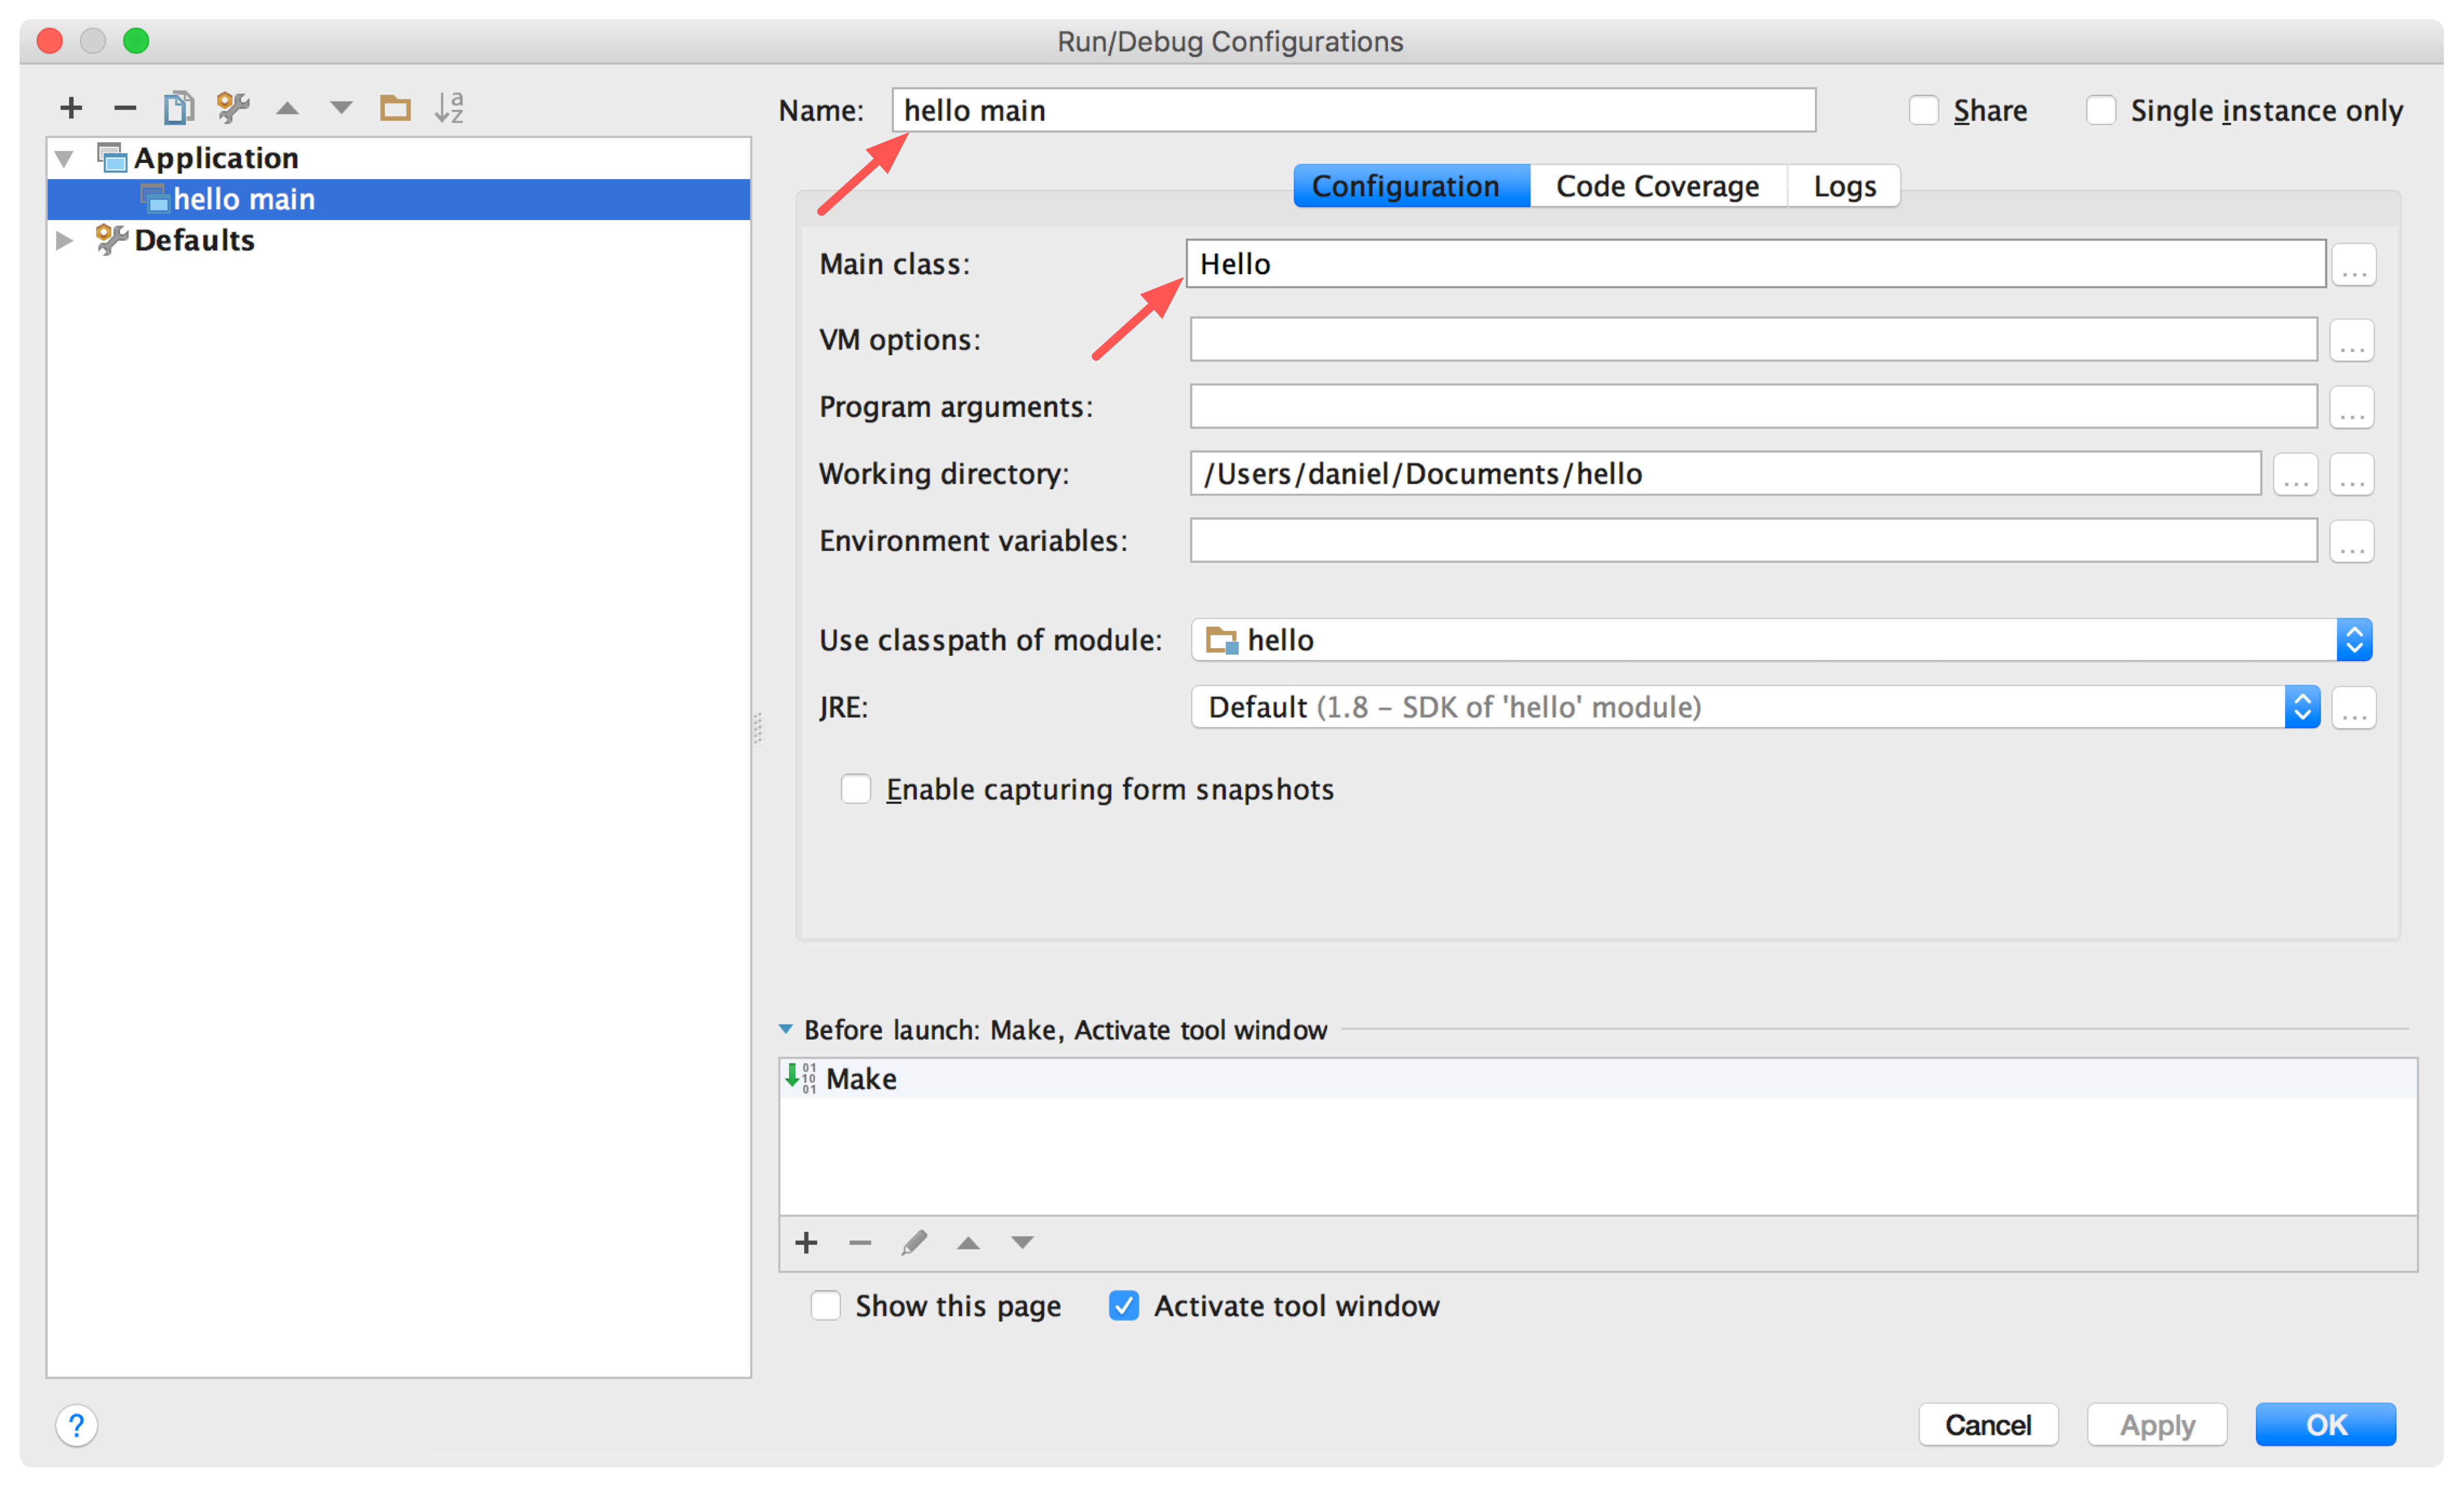 Run/Debug Configurations
Name: hello main
Share
Single instance only
Application
hello main
Defaults
Configuration
Code Coverage
Logs
Main class: Hello
VM options:
Program arguments:
Working directory: /Users/daniel/Documents/hello
Environment variables:
Use classpath of module: hello
JRE: Default (1.8 – SDK of 'hello' module)
Enable capturing form snapshots
Before launch: Make, Activate tool window
Make
Show this page
Activate tool window
?
Cancel
Apply
OK